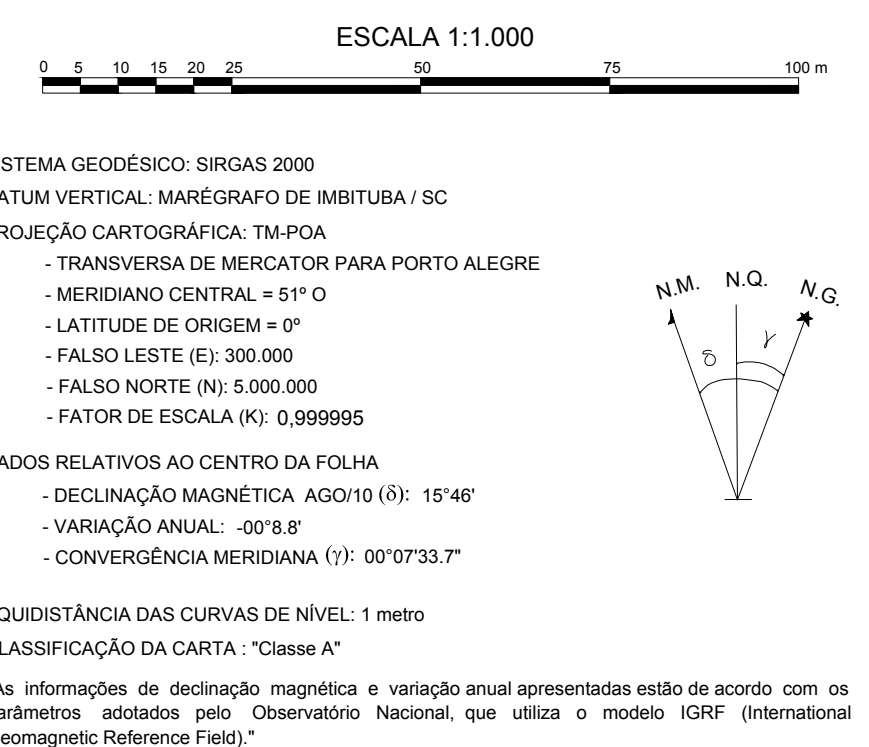 ESCALA 1:1.000
0 5 10 15 20 25 50 75 100 m
ISTEMA GEODÉSICO: SIRGAS 2000
ATUM VERTICAL: MARÉGRAFO DE IMBITUBA / SC
ROJEÇÃO CARTOGRÁFICA: TM-POA
- TRANSVERSA DE MERCATOR PARA PORTO ALEGRE
- MERIDIANO CENTRAL = 51º O
- LATITUDE DE ORIGEM = 0º
- FALSO LESTE (E): 300.000
- FALSO NORTE (N): 5.000.000
- FATOR DE ESCALA (K): 0,999995
N.M. N.Q. N.G.
δ γ
ADOS RELATIVOS AO CENTRO DA FOLHA
- DECLINAÇÃO MAGNÉTICA AGO/10 (δ): 15°46'
- VARIAÇÃO ANUAL: -00°8.8'
- CONVERGÊNCIA MERIDIANA (γ): 00°07'33.7"
QUIDISTÂNCIA DAS CURVAS DE NÍVEL: 1 metro
LASSIFICAÇÃO DA CARTA : "Classe A"
As informações de declinação magnética e variação anual apresentadas estão de acordo com os
arâmetros adotados pelo Observatório Nacional, que utiliza o modelo IGRF (International
eomagnetic Reference Field)."